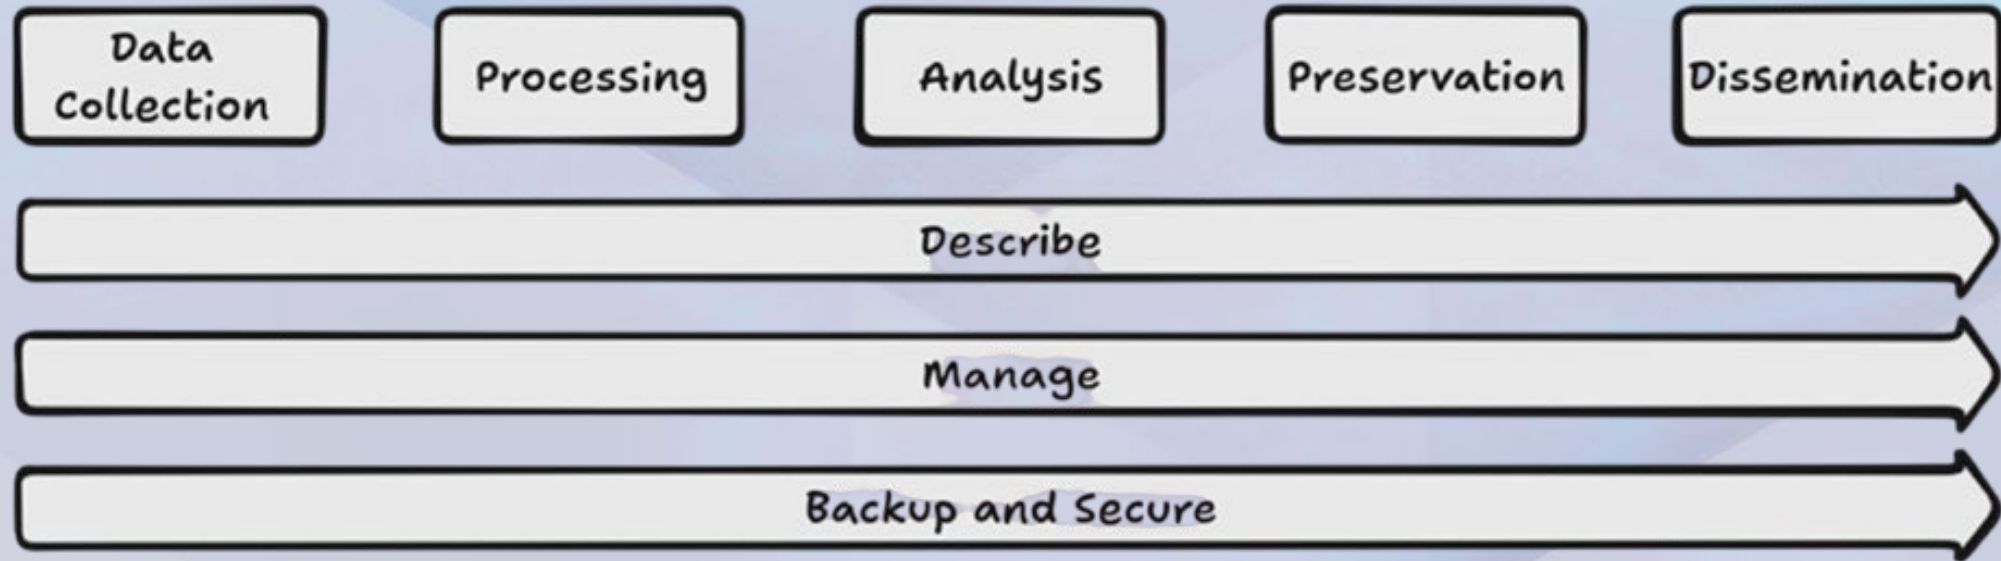 Data
Collection
Processing
Analysis
Preservation
Dissemination
Describe
Manage
Backup and Secure